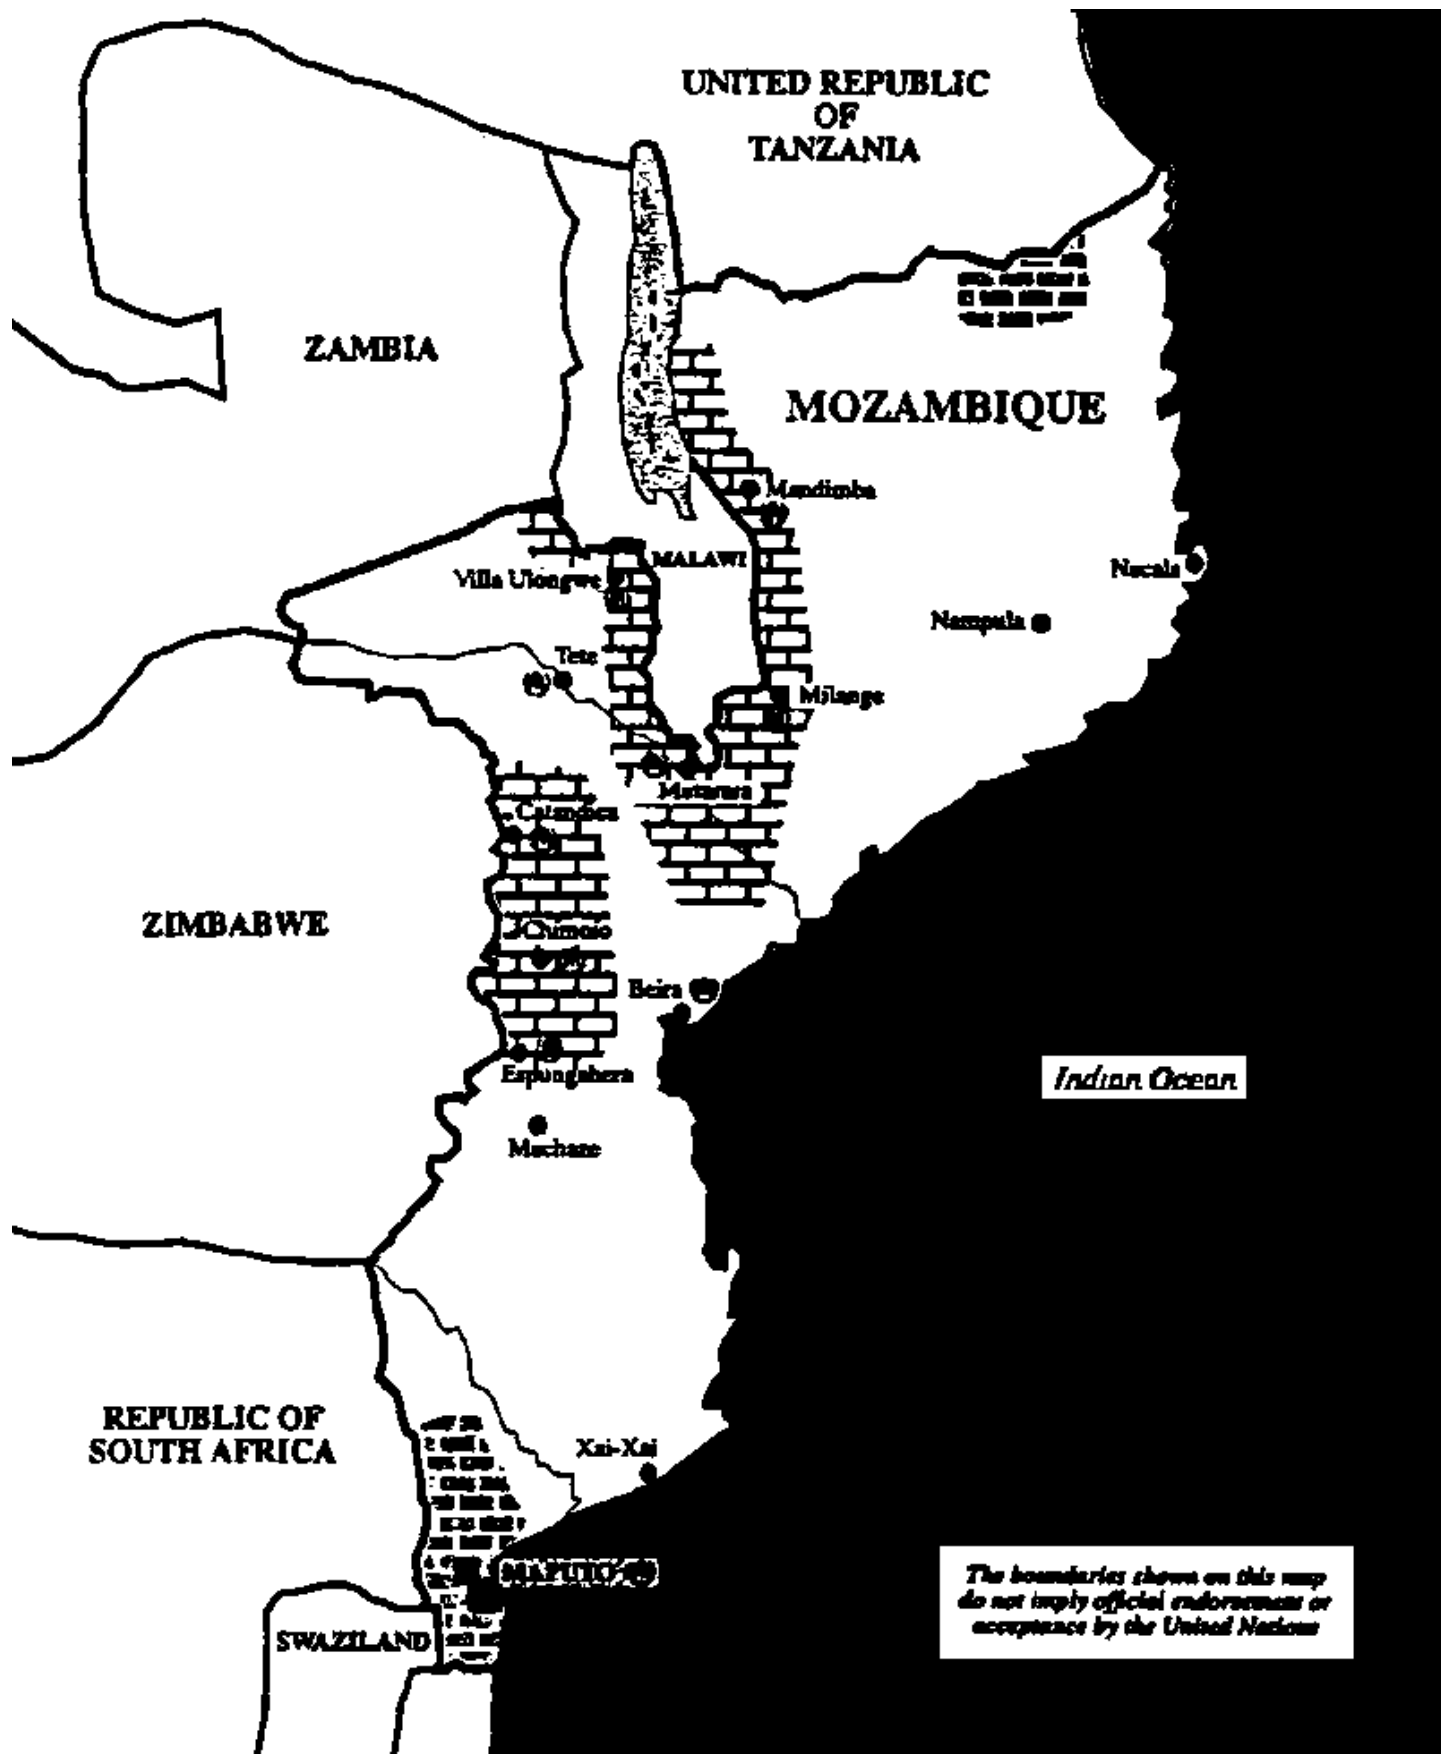 UNITED REPUBLIC
OF
TANZANIA
ZAMBIA
MOZAMBIQUE
Mandimba
MALAWI
Villa Ulongwe
Nacala
Nampula
Tete
Milange
Mutarara
Catandica
ZIMBABWE
Chimoio
Beira
Espungabera
Indian Ocean
Machaze
REPUBLIC OF
SOUTH AFRICA
Xai-Xai
MAPUTO
The boundaries shown on this map
do not imply official endorsement or
acceptance by the United Nations
SWAZILAND